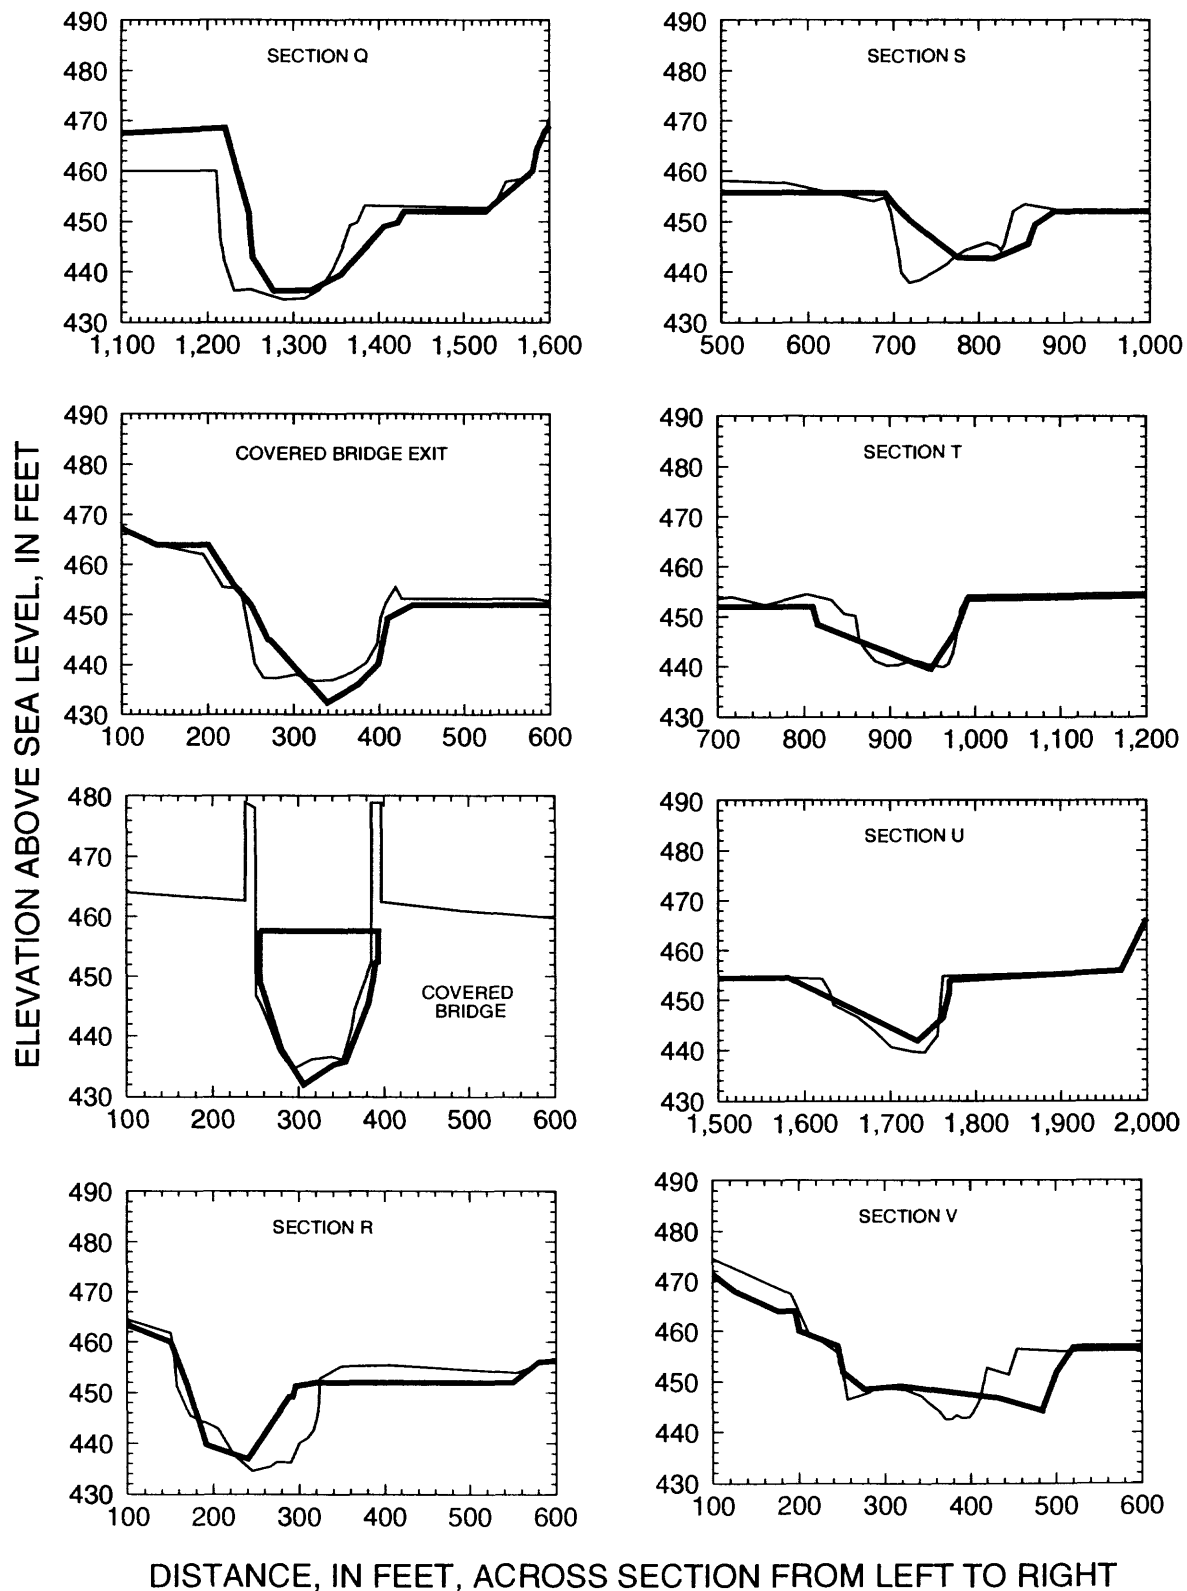 ELEVATION ABOVE SEA LEVEL, IN FEET
SECTION Q
490
480
470
460
450
440
430
1,100 1,200 1,300 1,400 1,500 1,600
SECTION S
490
480
470
460
450
440
430
500 600 700 800 900 1,000
COVERED BRIDGE EXIT
490
480
470
460
450
440
430
100 200 300 400 500 600
SECTION T
490
480
470
460
450
440
430
700 800 900 1,000 1,100 1,200
480
470
460
450
440
430
COVERED
BRIDGE
100 200 300 400 500 600
SECTION U
490
480
470
460
450
440
430
1,500 1,600 1,700 1,800 1,900 2,000
SECTION R
490
480
470
460
450
440
430
100 200 300 400 500 600
SECTION V
490
480
470
460
450
440
430
100 200 300 400 500 600
DISTANCE, IN FEET, ACROSS SECTION FROM LEFT TO RIGHT